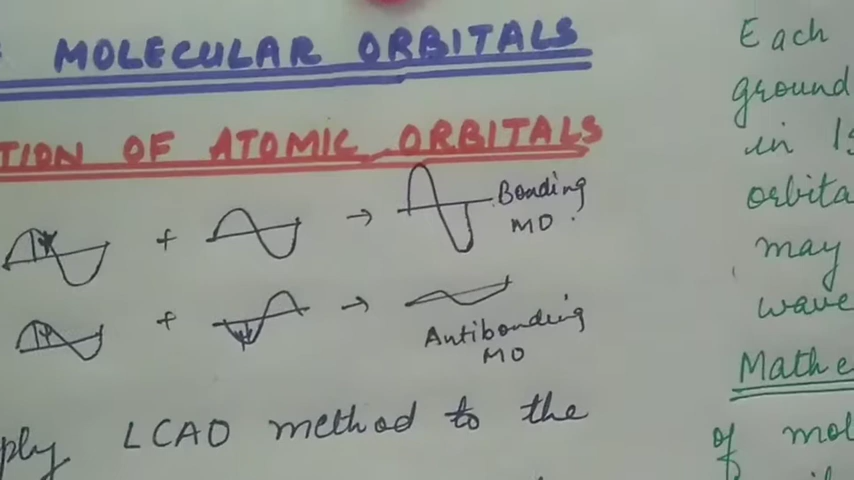 MOLECULAR ORBITALS
TION OF ATOMIC ORBITALS
+ → Bonding
MO.
+ → Antibonding
MO
ply LCAO method to the
Each
ground
in 1s
orbita
may
wave
Mathe
of mol